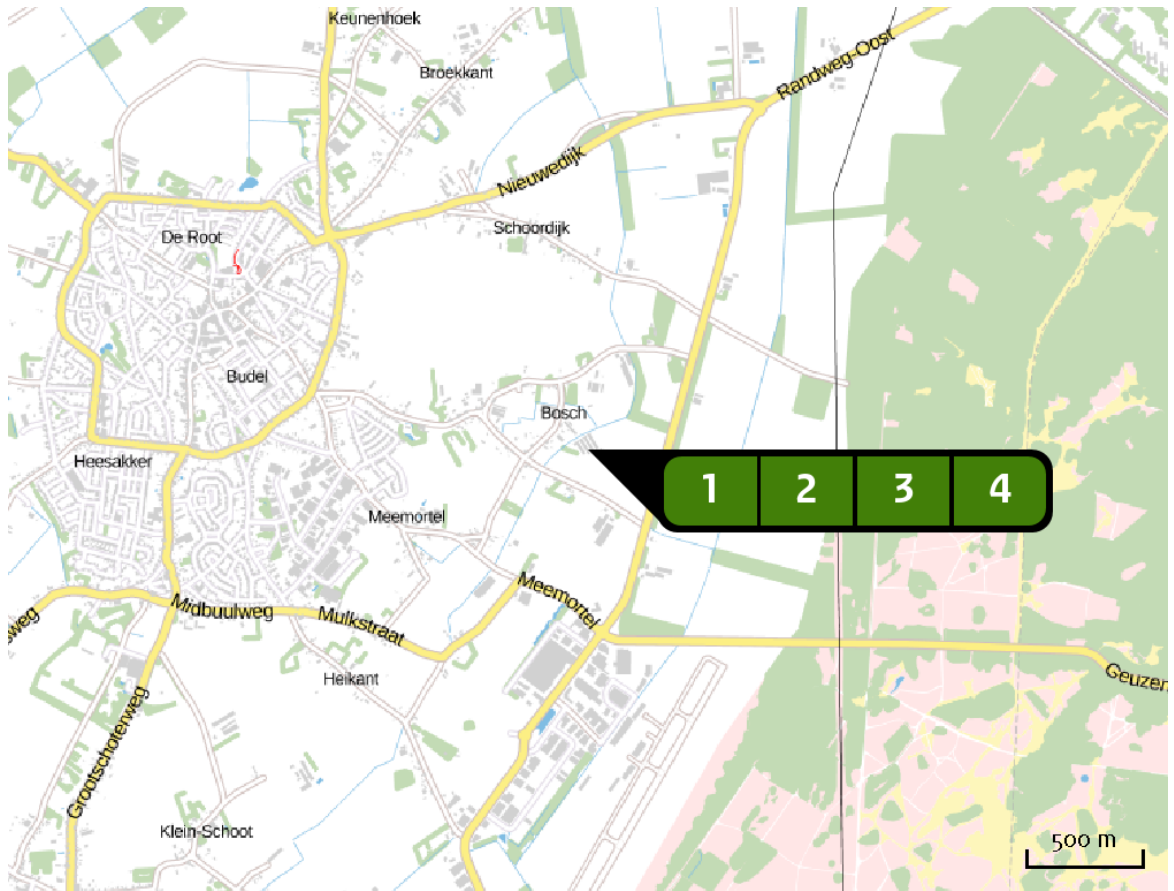 Keunenhoek
Broekkant
Randweg-Oost
Nieuwedijk
De Root
Schoordijk
Budel
Bosch
Heesakker
1 2 3 4
Meemortel
Meemortel
sweg
Midbuulweg
Mulkstraat
Heikant
Geuzen
Grootschoterweg
Klein-Schoot
500 m